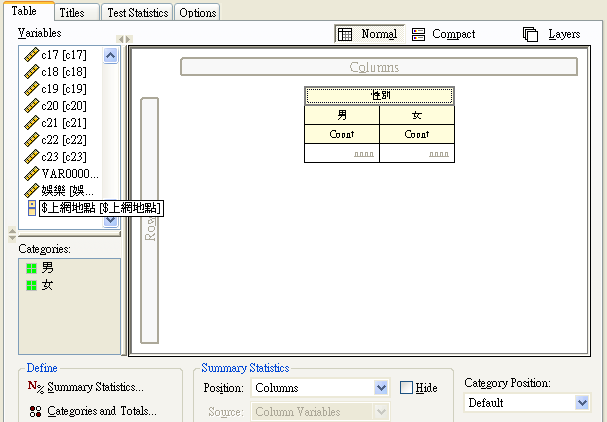 Table Titles Test Statistics Options
Variables
Normal Compact Layers
c17 [c17]
c18 [c18]
c19 [c19]
c20 [c20]
c21 [c21]
c22 [c22]
c23 [c23]
VAR0000...
娛樂 [娛...
$上網地點 [$上網地點]
Columns
性別
男 女
Count Count
nnnn nnnn
Rows
Categories:
男
女
Define
N% Summary Statistics...
Categories and Totals...
Summary Statistics
Position: Columns Hide
Source: Column Variables
Category Position:
Default